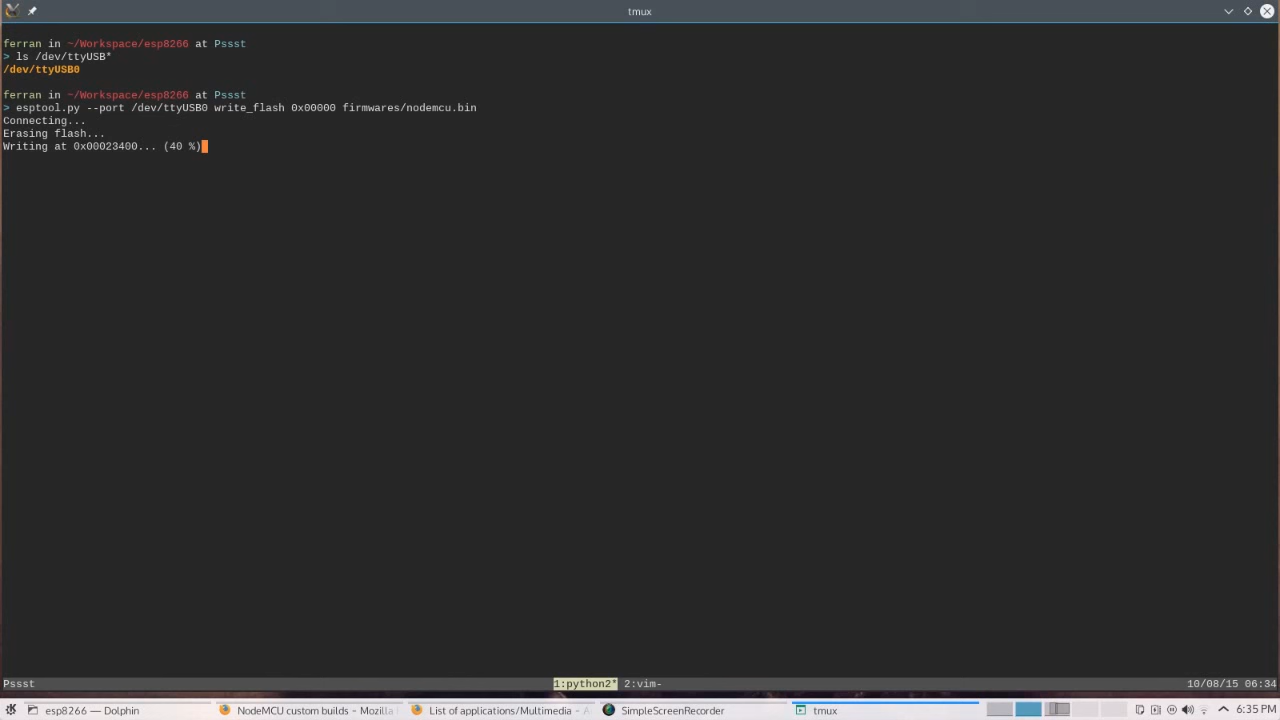 tmux
ferran in ~/Workspace/esp8266 at Pssst
> ls /dev/ttyUSB*
/dev/ttyUSB0
ferran in ~/Workspace/esp8266 at Pssst
> esptool.py --port /dev/ttyUSB0 write_flash 0x00000 firmwares/nodemcu.bin
Connecting...
Erasing flash...
Writing at 0x00023400... (40 %)
Pssst 1:python2* 2:vim- 10/08/15 06:34
esp8266 — Dolphin NodeMCU custom builds - Mozilla List of applications/Multimedia - SimpleScreenRecorder tmux 6:35 PM